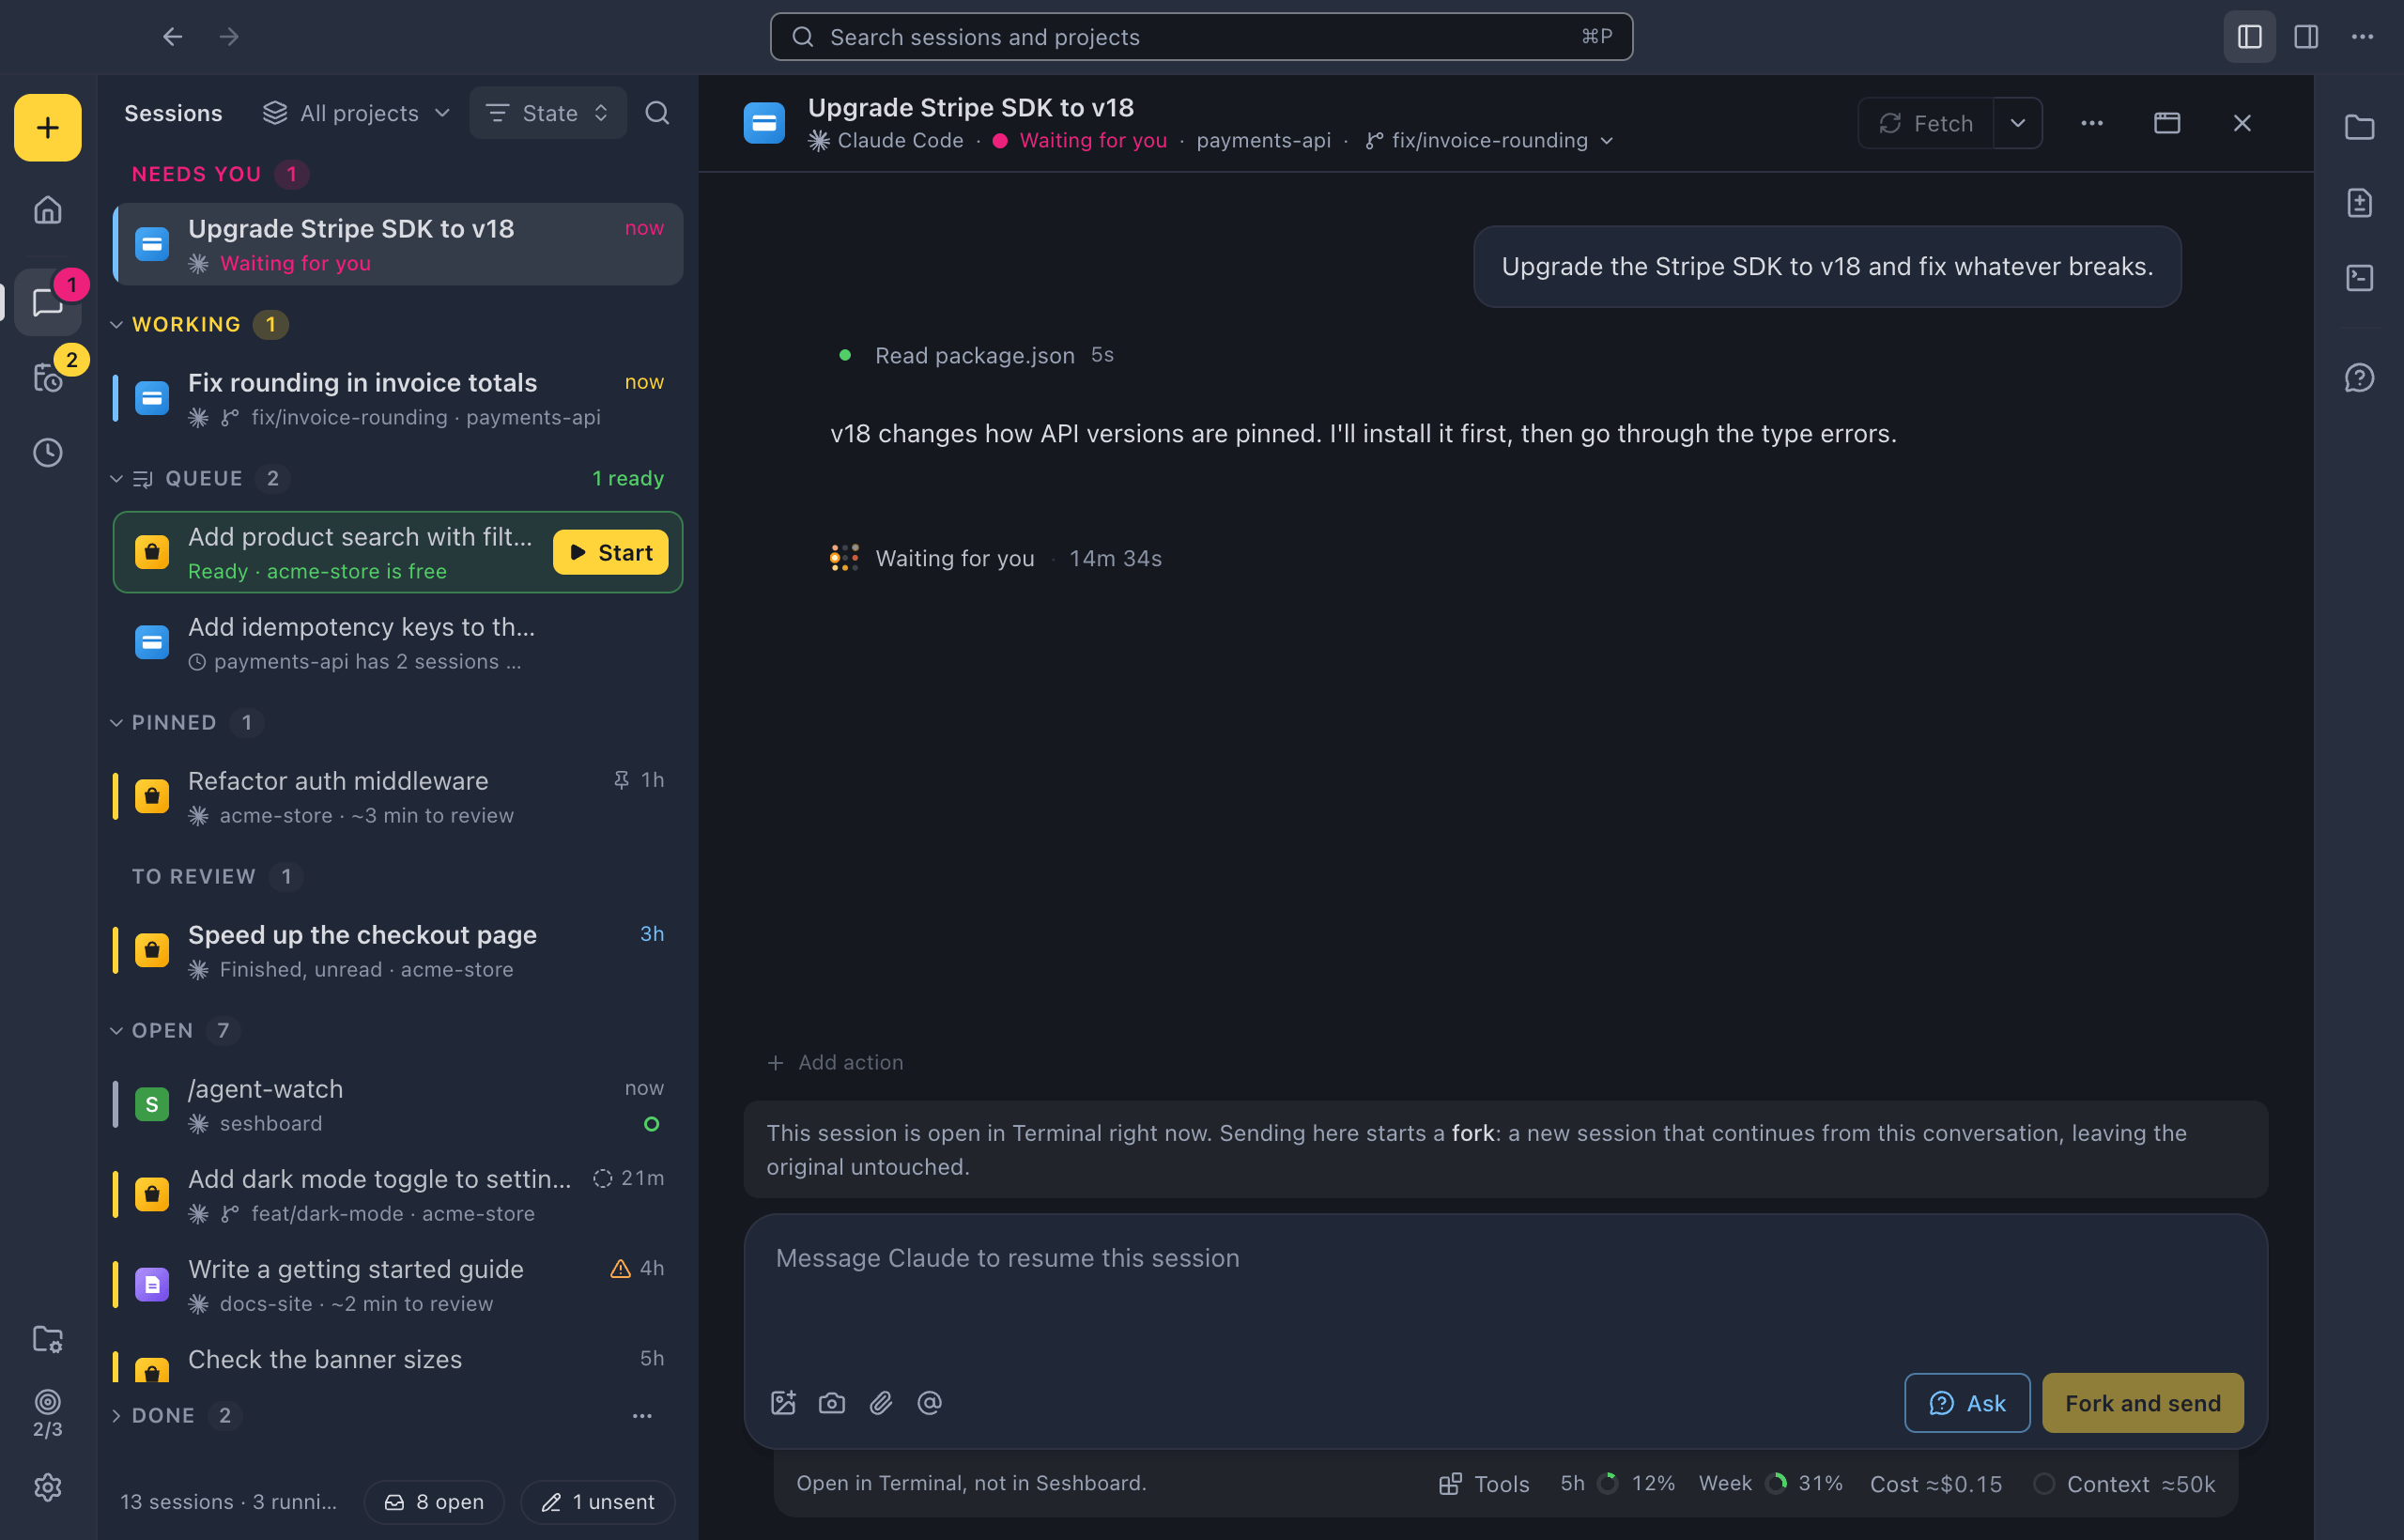 Search sessions and projects ⌘P
Sessions All projects State
NEEDS YOU 1
Upgrade Stripe SDK to v18 now
Waiting for you
WORKING 1
Fix rounding in invoice totals now
fix/invoice-rounding · payments-api
QUEUE 2 1 ready
Add product search with filt...
Ready · acme-store is free
Start
Add idempotency keys to th...
payments-api has 2 sessions ...
PINNED 1
Refactor auth middleware 1h
acme-store · ~3 min to review
TO REVIEW 1
Speed up the checkout page 3h
Finished, unread · acme-store
OPEN 7
S
/agent-watch now
seshboard
Add dark mode toggle to settin... 21m
feat/dark-mode · acme-store
Write a getting started guide 4h
docs-site · ~2 min to review
Check the banner sizes 5h
DONE 2
13 sessions · 3 runni... 8 open 1 unsent
1
2
2/3
Upgrade Stripe SDK to v18
Claude Code · Waiting for you · payments-api · fix/invoice-rounding
Fetch
Upgrade the Stripe SDK to v18 and fix whatever breaks.
Read package.json 5s
v18 changes how API versions are pinned. I'll install it first, then go through the type errors.
Waiting for you · 14m 34s
Add action
This session is open in Terminal right now. Sending here starts a fork: a new session that continues from this conversation, leaving the
original untouched.
Message Claude to resume this session
Ask Fork and send
Open in Terminal, not in Seshboard. Tools 5h 12% Week 31% Cost ≈$0.15 Context ≈50k